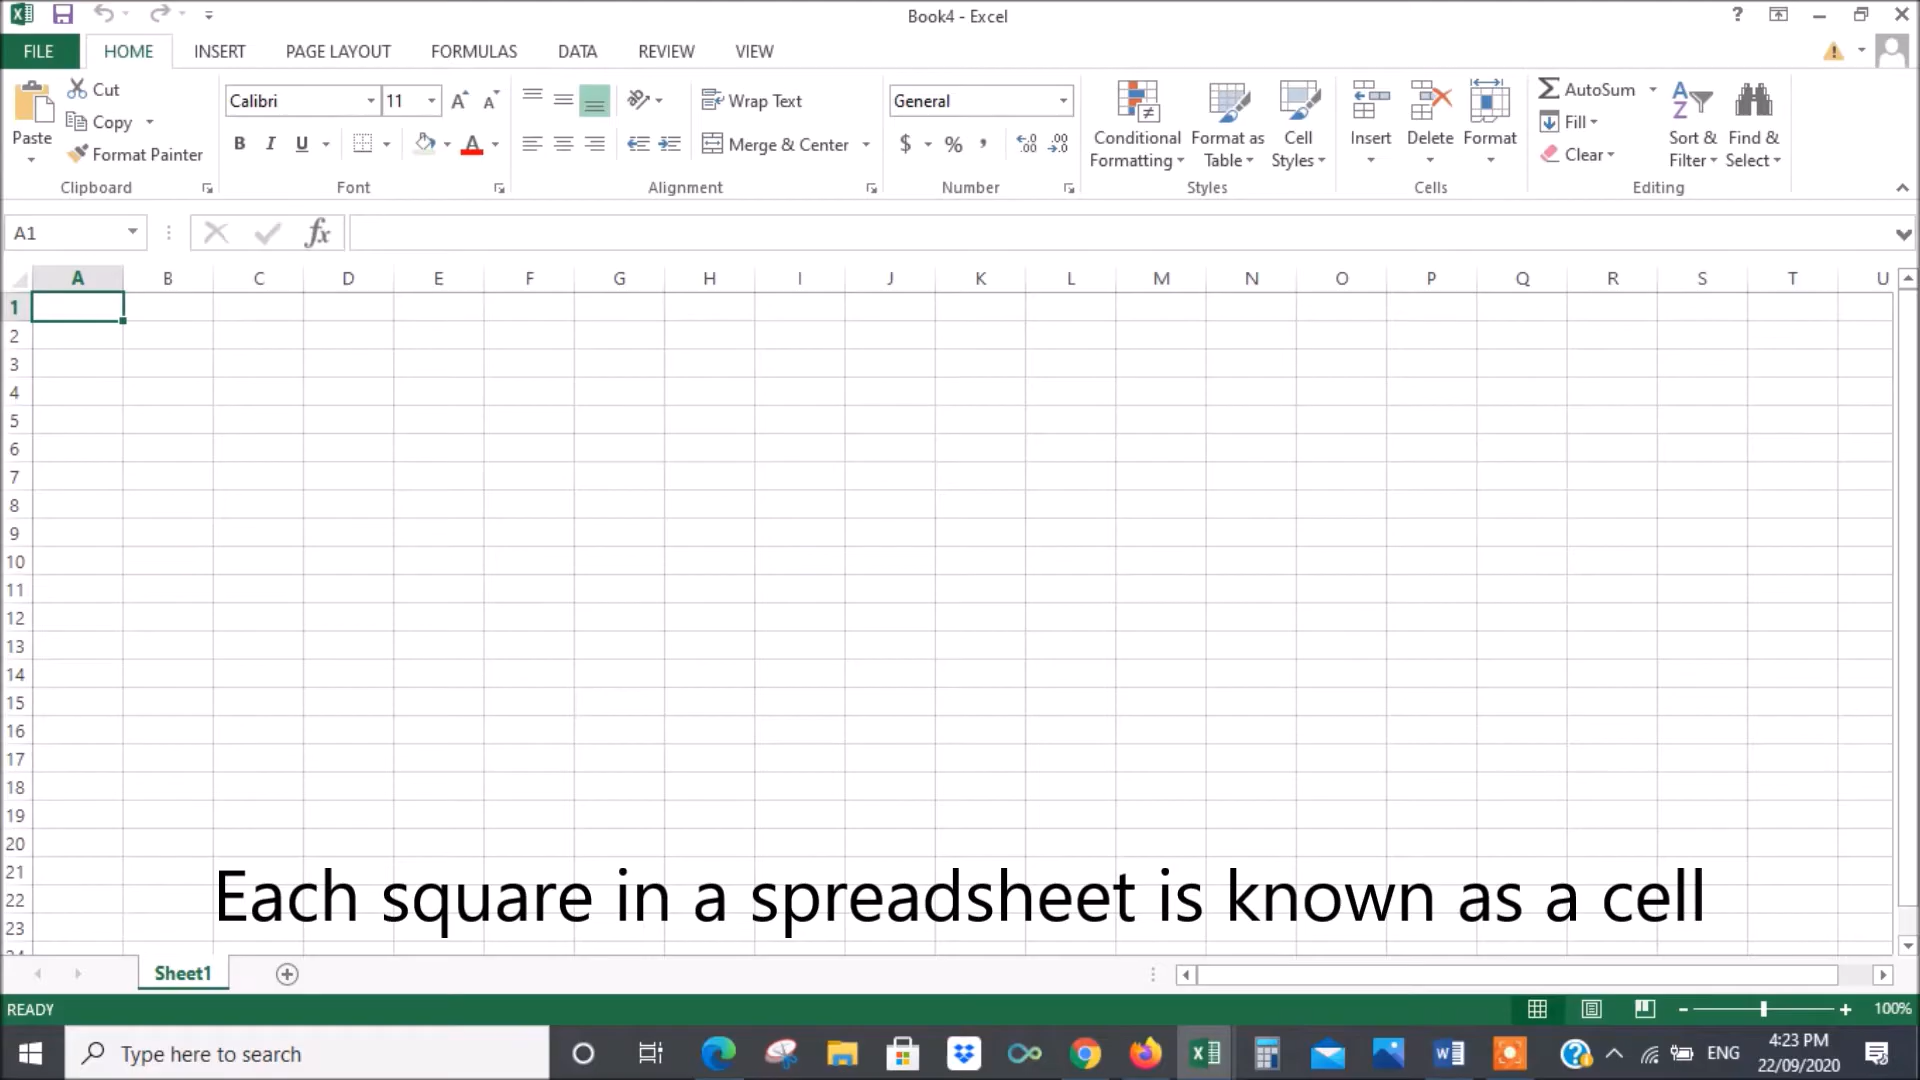 Book4 - Excel
FILE HOME INSERT PAGE LAYOUT FORMULAS DATA REVIEW VIEW
Paste
Cut
Copy
Format Painter
Clipboard
Calibri 11
B I U A
Font
Wrap Text
Merge & Center
Alignment
General
$ % ,
Number
Conditional Formatting
Format as Table
Cell Styles
Styles
Insert
Delete
Format
Cells
AutoSum
Fill
Clear
Sort & Filter
Find & Select
Editing
A1 fx
A B C D E F G H I J K L M N O P Q R S T U
1
2
3
4
5
6
7
8
9
10
11
12
13
14
15
16
17
18
19
20
21
22
23
Each square in a spreadsheet is known as a cell
Sheet1
READY 100%
Type here to search
ENG
4:23 PM
22/09/2020